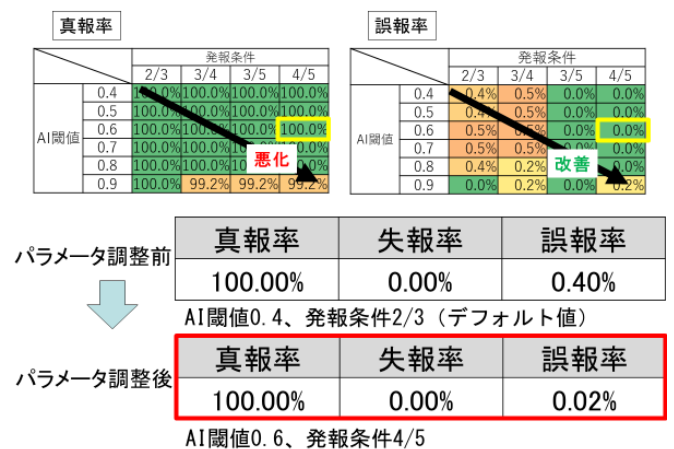 真報率
発報条件
2/3 3/4 3/5 4/5
0.4 100.0% 100.0% 100.0% 100.0%
0.5 100.0% 100.0% 100.0% 100.0%
AI閾値 0.6 100.0% 100.0% 100.0% 100.0%
0.7 100.0% 100.0% 100.0%
0.8 100.0% 100.0%
悪化
0.9 100.0% 99.2% 99.2% 99.2%
誤報率
発報条件
2/3 3/4 3/5 4/5
0.4 0.4% 0.5% 0.0% 0.0%
0.5 0.4% 0.5% 0.0% 0.0%
AI閾値 0.6 0.5% 0.5% 0.0% 0.0%
0.7 0.5% 0.5% 0.0%
0.8 0.4% 0.2% 0.0%
改善
0.9 0.0% 0.2% 0.0% 0.2%
パラメータ調整前
真報率 失報率 誤報率
100.00% 0.00% 0.40%
AI閾値0.4、発報条件2/3（デフォルト値）
パラメータ調整後
真報率 失報率 誤報率
100.00% 0.00% 0.02%
AI閾値0.6、発報条件4/5